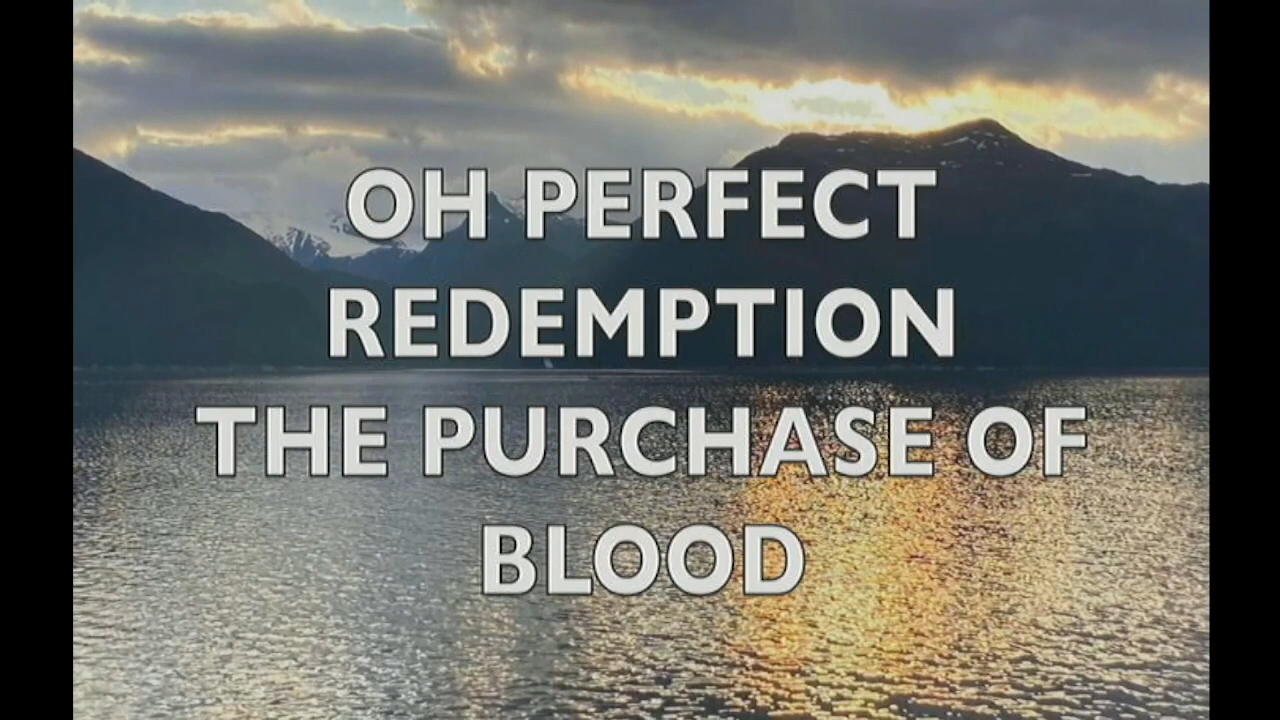 OH PERFECT
REDEMPTION
THE PURCHASE OF
BLOOD